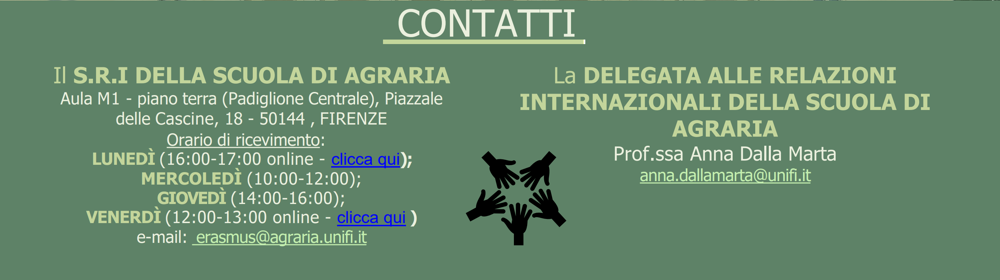 CONTATTI
Il S.R.I DELLA SCUOLA DI AGRARIA
Aula M1 - piano terra (Padiglione Centrale), Piazzale
delle Cascine, 18 - 50144 , FIRENZE
Orario di ricevimento:
LUNEDÌ (16:00-17:00 online - clicca qui);
MERCOLEDÌ (10:00-12:00);
GIOVEDÌ (14:00-16:00);
VENERDÌ (12:00-13:00 online - clicca qui )
e-mail: erasmus@agraria.unifi.it
La DELEGATA ALLE RELAZIONI
INTERNAZIONALI DELLA SCUOLA DI
AGRARIA
Prof.ssa Anna Dalla Marta
anna.dallamarta@unifi.it